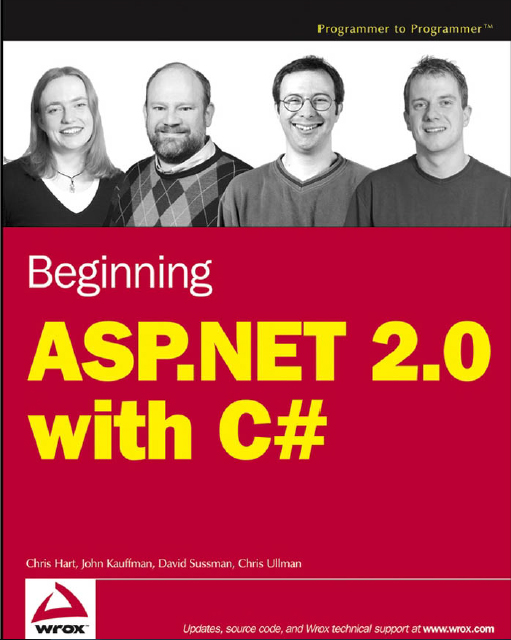 Programmer to Programmer™
Beginning
ASP.NET 2.0
with C#
Chris Hart, John Kauffman, David Sussman, Chris Ullman
wrox™
Updates, source code, and Wrox technical support at www.wrox.com